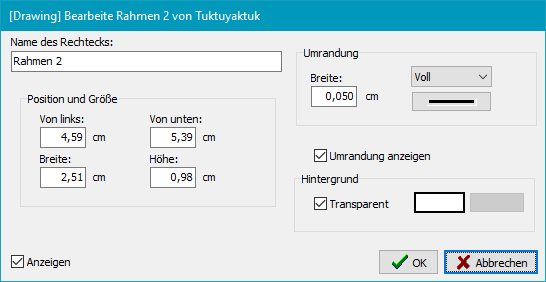 [Drawing] Bearbeite Rahmen 2 von Tuktuyaktuk
Name des Rechtecks:
Rahmen 2
Position und Größe
Von links: Von unten:
4,59 cm 5,39 cm
Breite: Höhe:
2,51 cm 0,98 cm
Umrandung
Breite: Voll
0,050 cm
Umrandung anzeigen
Hintergrund
Transparent
Anzeigen
OK Abbrechen